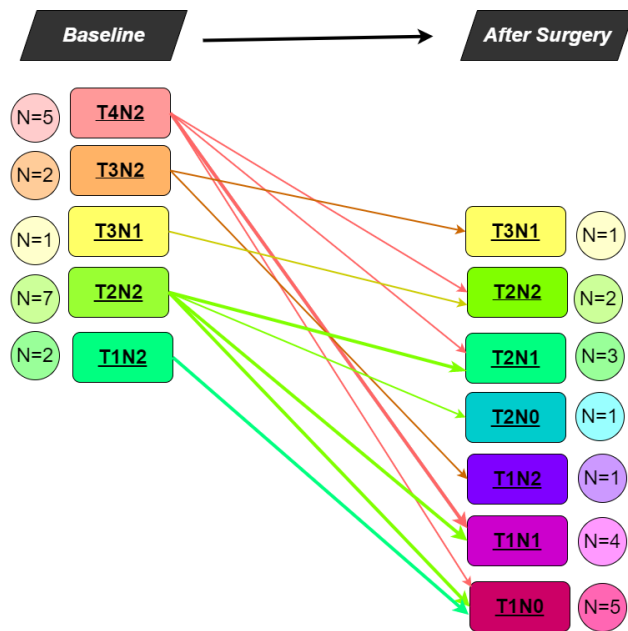 Baseline
After Surgery
N=5
T4N2
N=2
T3N2
N=1
T3N1
T3N1
N=1
N=7
T2N2
T2N2
N=2
N=2
T1N2
T2N1
N=3
T2N0
N=1
T1N2
N=1
T1N1
N=4
T1N0
N=5